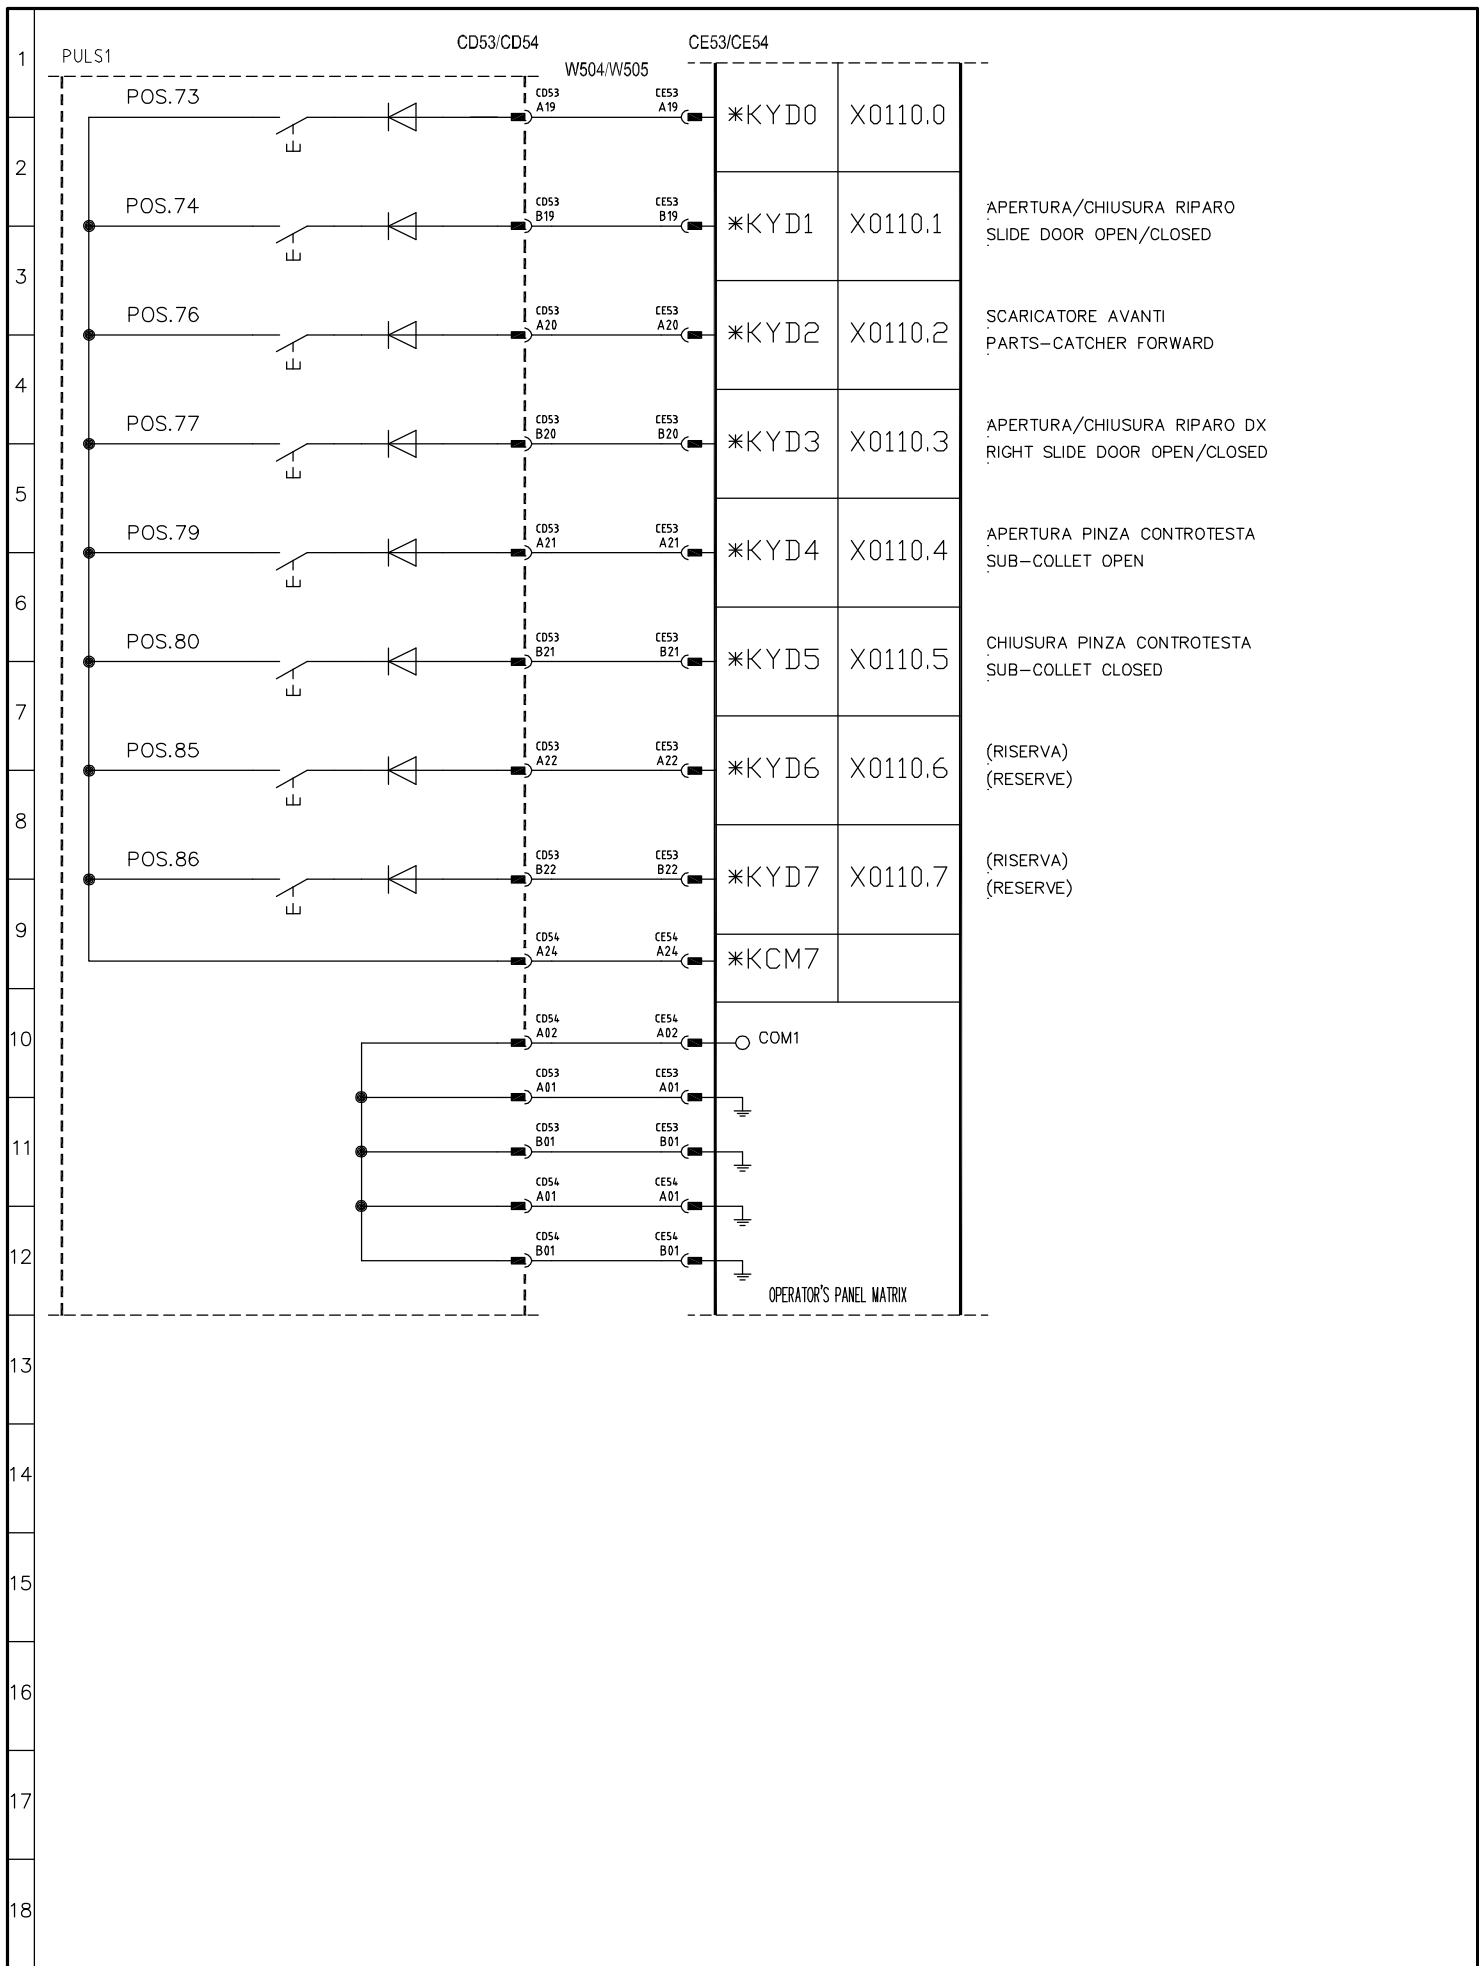 1
PULS1
CD53/CD54
W504/W505
CE53/CE54
POS.73
CD53
A19
CE53
A19
*KYD0
X0110.0
2
POS.74
CD53
B19
CE53
B19
*KYD1
X0110.1
APERTURA/CHIUSURA RIPARO
SLIDE DOOR OPEN/CLOSED
3
POS.76
CD53
A20
CE53
A20
*KYD2
X0110.2
SCARICATORE AVANTI
PARTS-CATCHER FORWARD
4
POS.77
CD53
B20
CE53
B20
*KYD3
X0110.3
APERTURA/CHIUSURA RIPARO DX
RIGHT SLIDE DOOR OPEN/CLOSED
5
POS.79
CD53
A21
CE53
A21
*KYD4
X0110.4
APERTURA PINZA CONTROTESTA
SUB-COLLET OPEN
6
POS.80
CD53
B21
CE53
B21
*KYD5
X0110.5
CHIUSURA PINZA CONTROTESTA
SUB-COLLET CLOSED
7
POS.85
CD53
A22
CE53
A22
*KYD6
X0110.6
(RISERVA)
(RESERVE)
8
POS.86
CD53
B22
CE53
B22
*KYD7
X0110.7
(RISERVA)
(RESERVE)
9
CD54
A24
CE54
A24
*KCM7
10
CD54
A02
CE54
A02
COM1
CD53
A01
CE53
A01
11
CD53
B01
CE53
B01
CD54
A01
CE54
A01
12
CD54
B01
CE54
B01
OPERATOR'S PANEL MATRIX
13
14
15
16
17
18